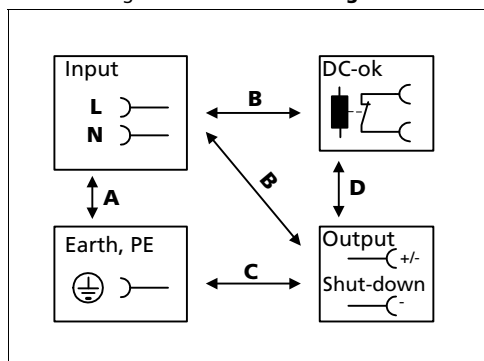 Input
L
N
DC-ok
B
B
A
D
Earth, PE
C
Output
+/-
Shut-down
-